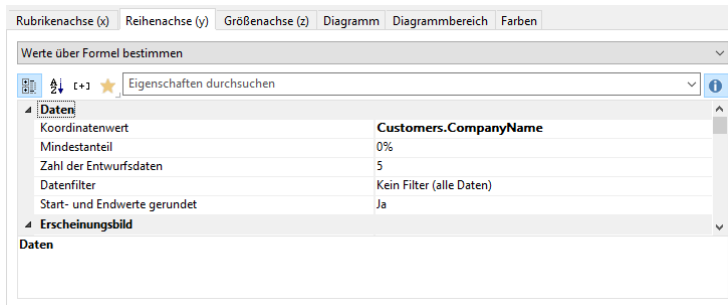 Rubrikenachse (x) Reihenachse (y) Größenachse (z) Diagramm Diagrammbereich Farben
Werte über Formel bestimmen
Eigenschaften durchsuchen
Daten
Koordinatenwert Customers.CompanyName
Mindestanteil 0%
Zahl der Entwurfsdaten 5
Datenfilter Kein Filter (alle Daten)
Start- und Endwerte gerundet Ja
Erscheinungsbild
Daten